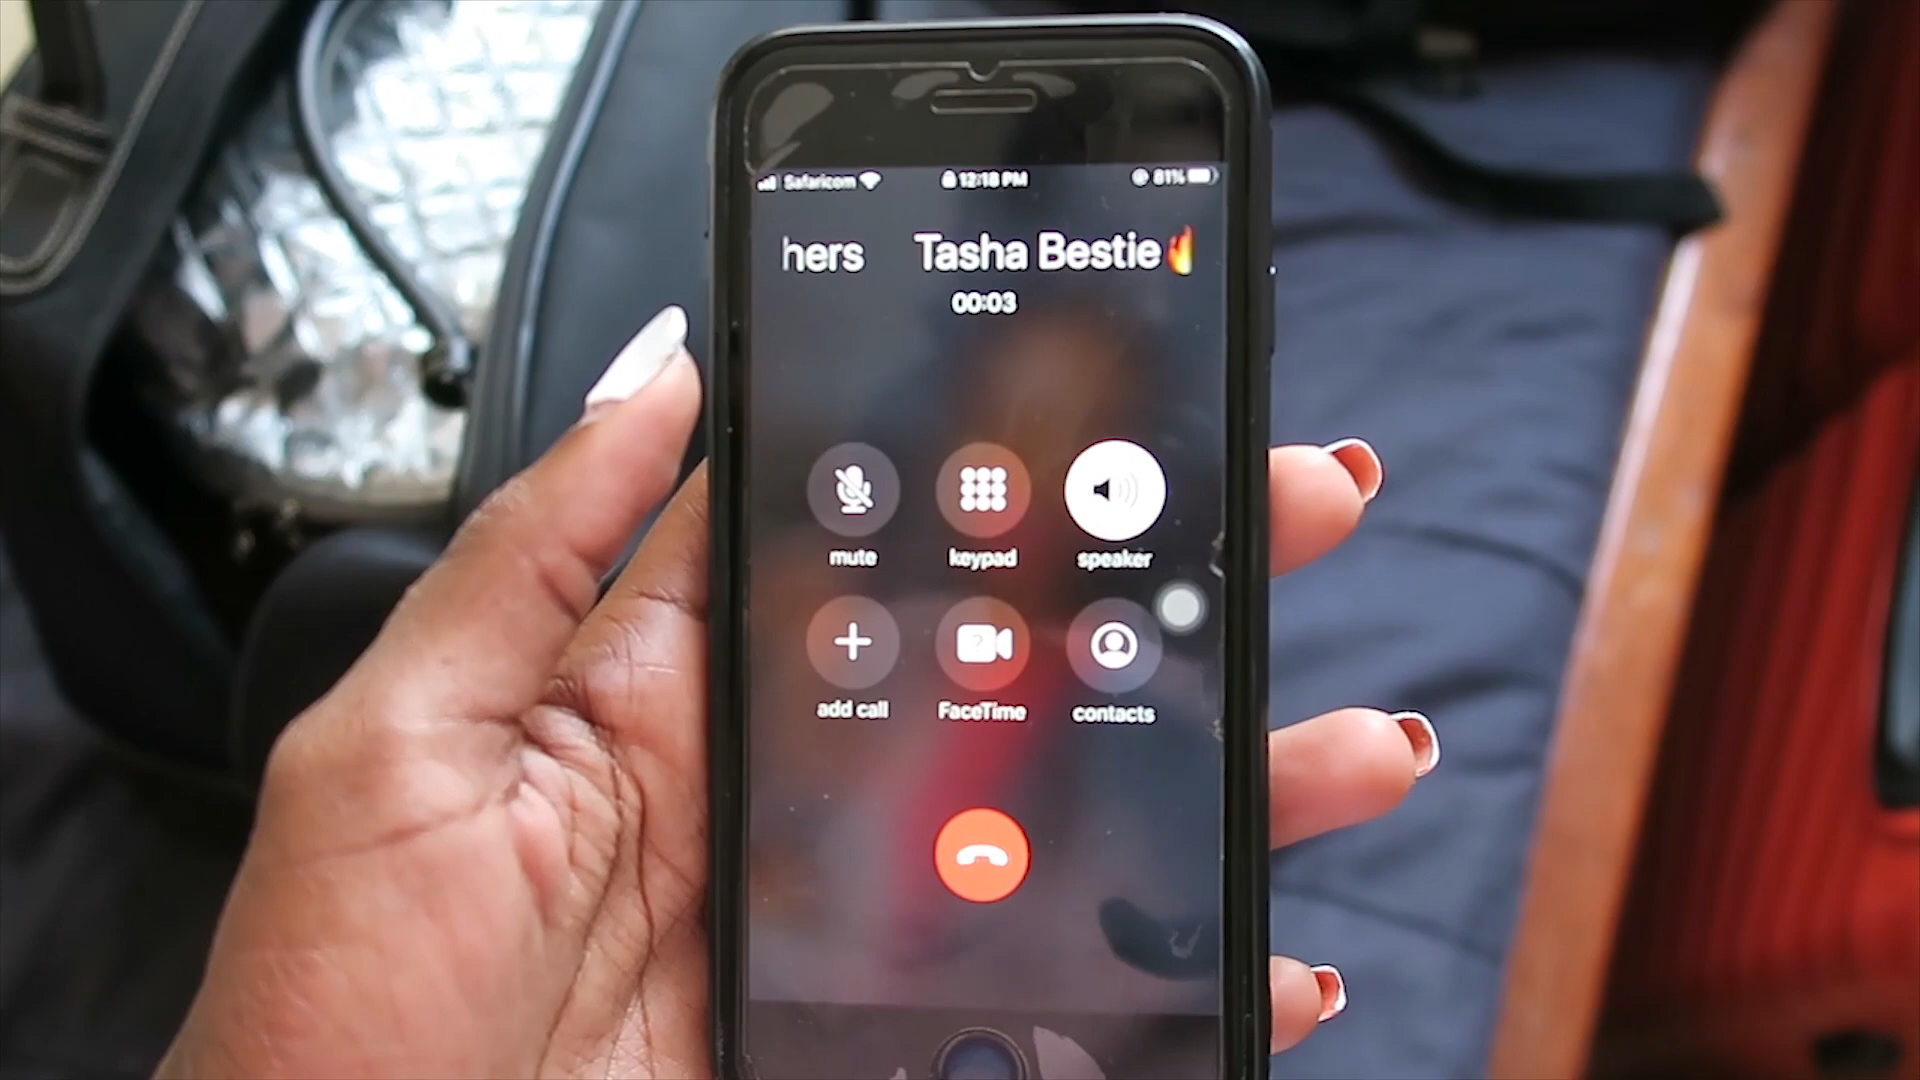 Safaricom 12:18 PM 81%
hers Tasha Bestie🔥
00:03
mute keypad speaker
add call FaceTime contacts